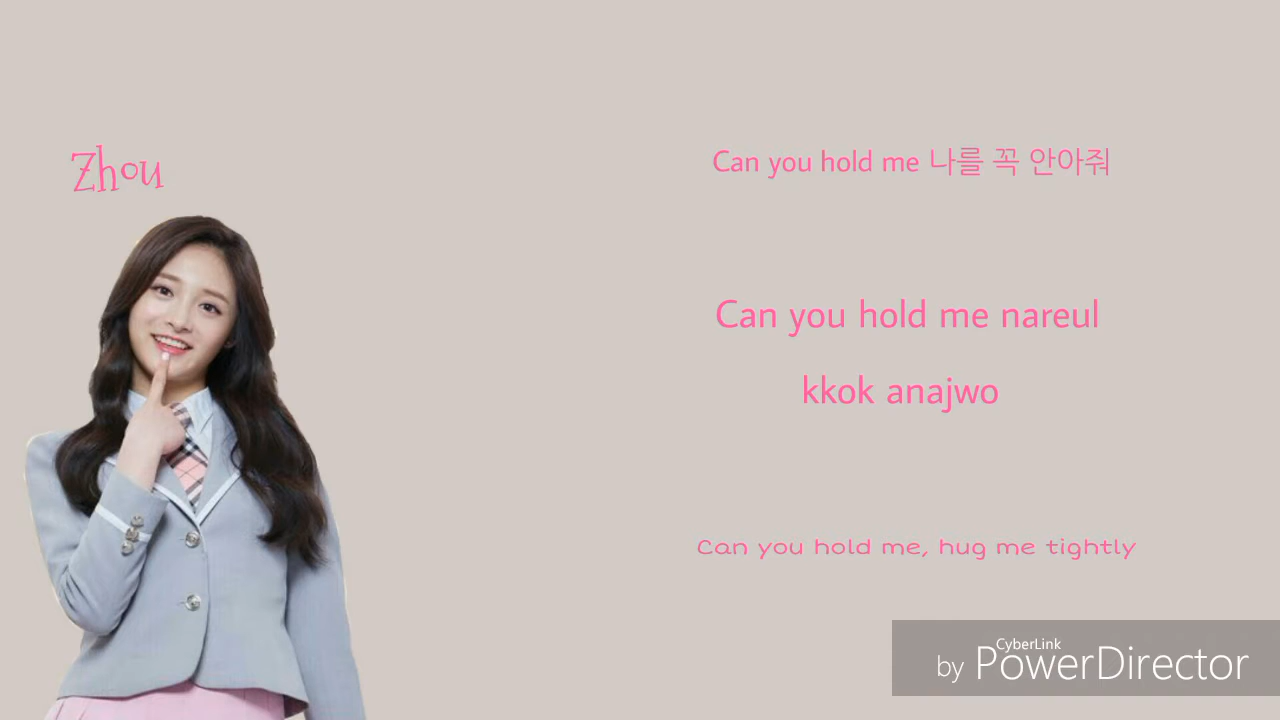 Zhou
Can you hold me 나를 꼭 안아줘
Can you hold me nareul
kkok anajwo
Can you hold me, hug me tightly
CyberLink
by PowerDirector